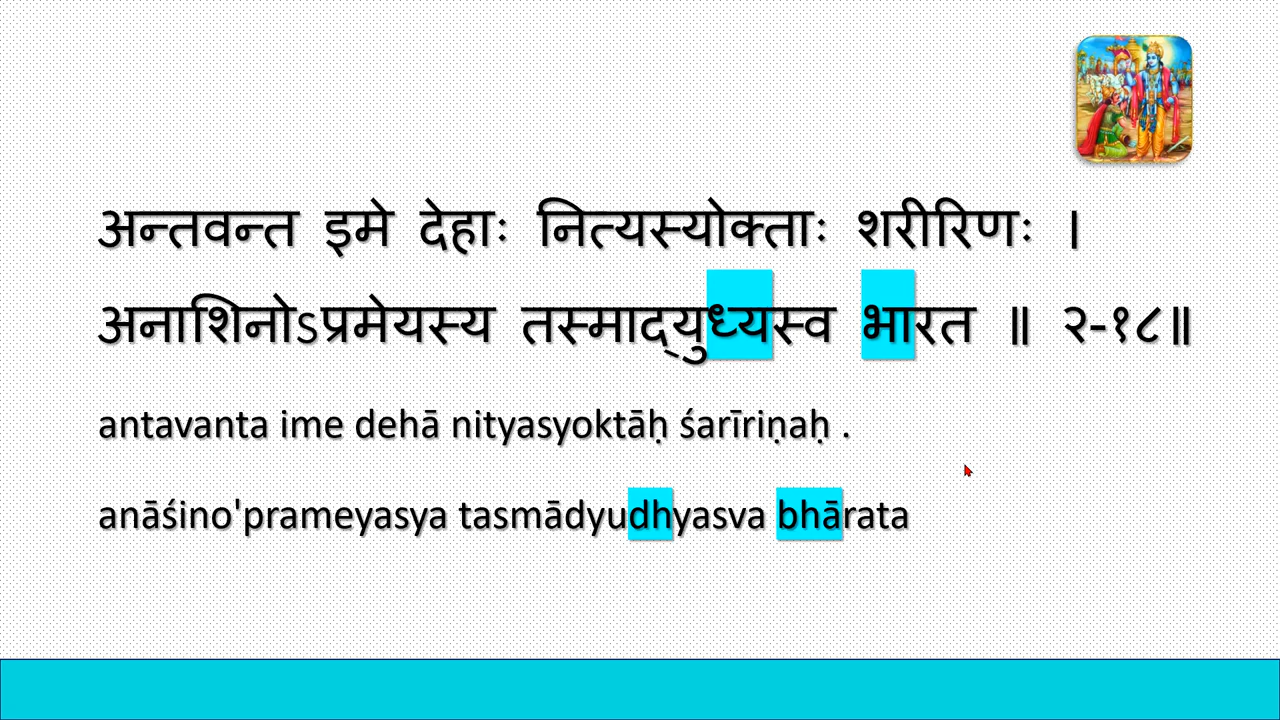 अन्तवन्त इमे देहाः नित्यस्योक्ताः शरीरिणः ।
अनाशिनोऽप्रमेयस्य तस्माद्‌युध्यस्व भारत ॥ २-१८॥
antavanta ime dehā nityasyoktāḥ śarīriṇaḥ .
anāśino'prameyasya tasmādyudhyasva bhārata